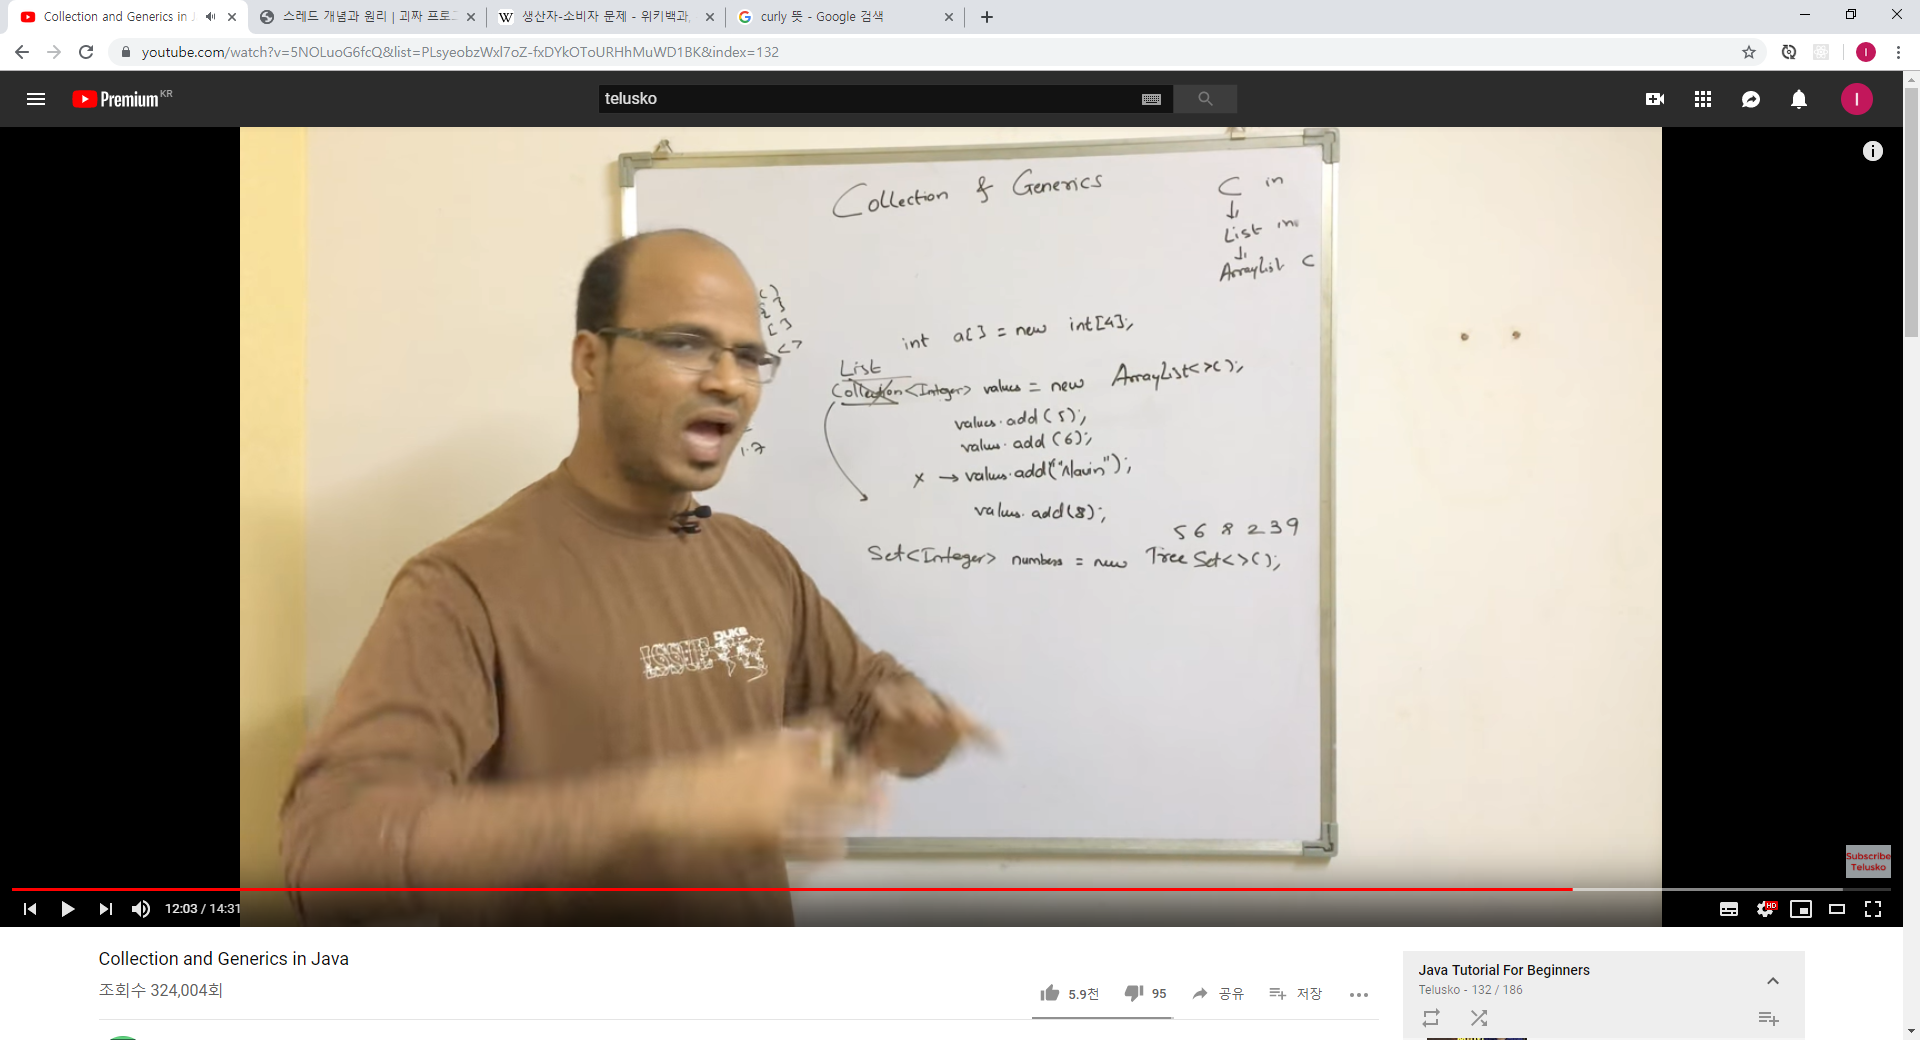 Collection and Generics in J
스레드 개념과 원리 | 괴짜 프로그
생산자-소비자 문제 - 위키백과,
curly 뜻 - Google 검색
youtube.com/watch?v=5NOLuoG6fcQ&list=PLsyeobzWxl7oZ-fxDYkOToURHhMuWD1BK&index=132
Premium KR
telusko
I
Collection & Generics
C in
List in
ArrayList C
( )
{ }
[ ]
< >
int a[] = new int[4];
List
Collection<Integer> values = new ArrayList<>();
values.add(5);
values.add(6);
1.7
x → values.add("Navin");
values.add(8);
5 6 8 2 3 9
Set<Integer> numbers = new TreeSet<>();
DUKE
Subscribe
Telusko
12:03 / 14:31
HD
Collection and Generics in Java
조회수 324,004회
5.9천
95
공유
저장
Java Tutorial For Beginners
Telusko - 132 / 186